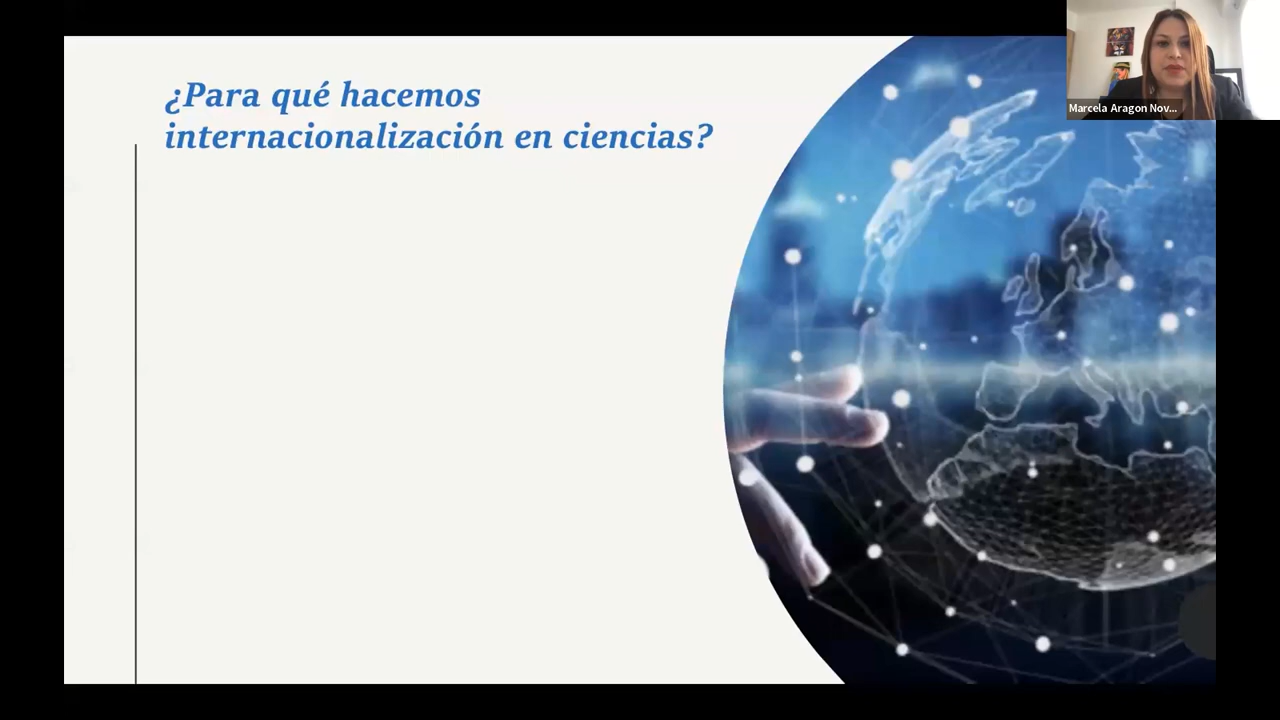 ¿Para qué hacemos
internacionalización en ciencias?
Marcela Aragon Nov...